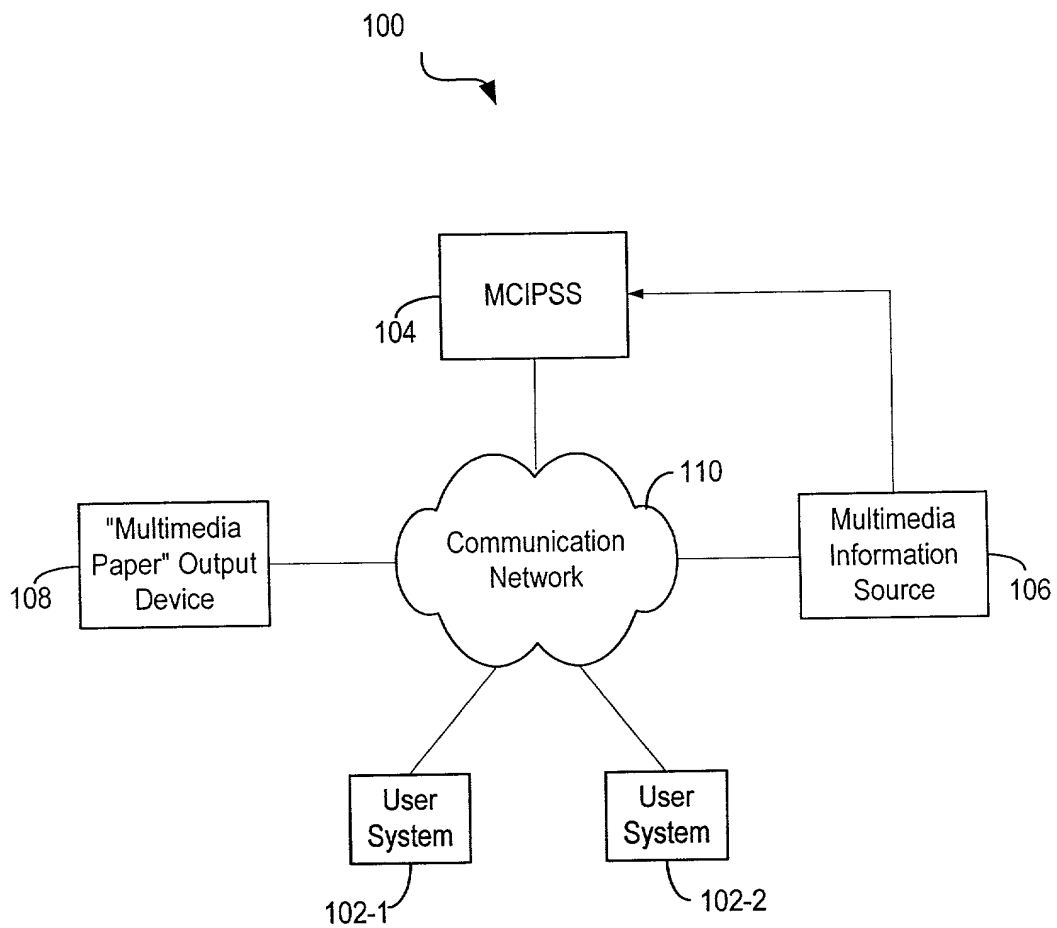 100
MCIPSS
104
110
"Multimedia
Paper" Output
Device
108
Communication
Network
Multimedia
Information
Source
106
User
System
102-1
User
System
102-2